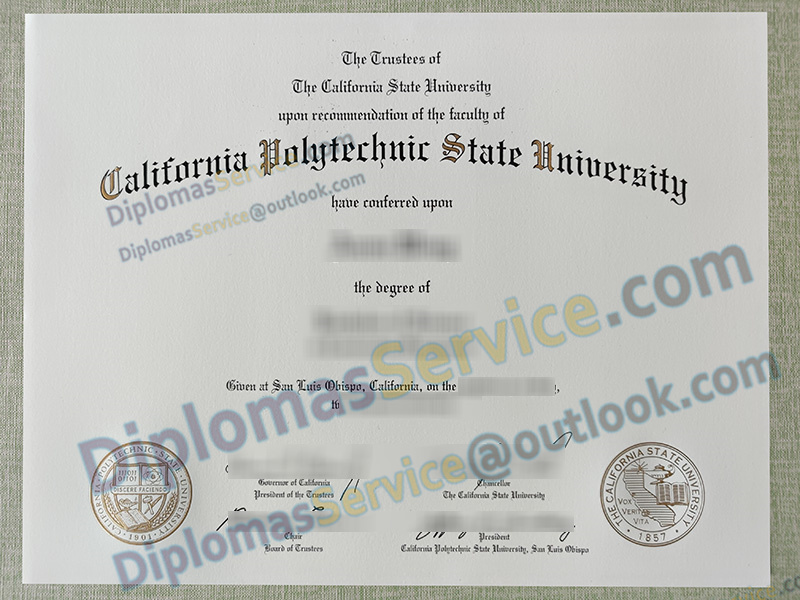 The Trustees of
The California State University
upon recommendation of the faculty of
California Polytechnic State University
DiplomasService.com
DiplomasService@outlook.com
have conferred upon
the degree of
DiplomasService.com
Given at San Luis Obispo, California, on the
DiplomasService@outlook.com
Governor of California
President of the Trustees
Chancellor
The California State University
Chair
Board of Trustees
President
California Polytechnic State University, San Luis Obispo
CALIFORNIA POLYTECHNIC STATE UNIVERSITY
DISCERE FACIENDO
1901
THE CALIFORNIA STATE UNIVERSITY
VOX
VERITAS
VITA
1857